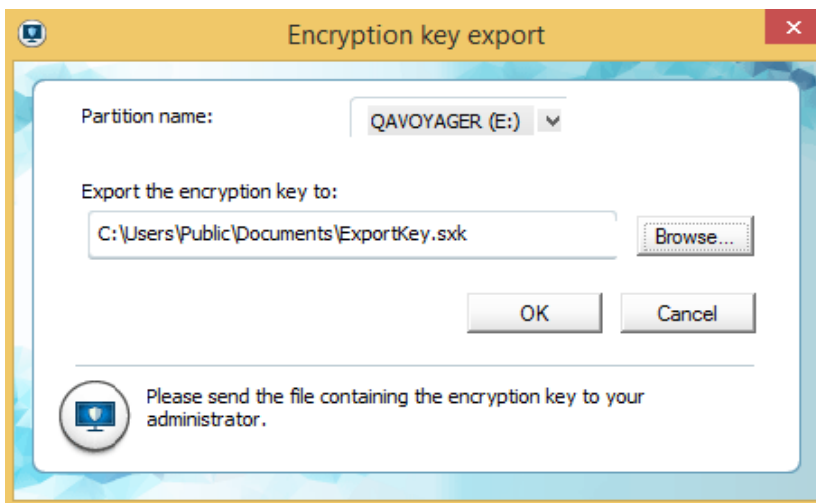 Encryption key export
Partition name:
QAVOYAGER (E:)
Export the encryption key to:
C:\Users\Public\Documents\ExportKey.sxk
Browse...
OK
Cancel
Please send the file containing the encryption key to your
administrator.